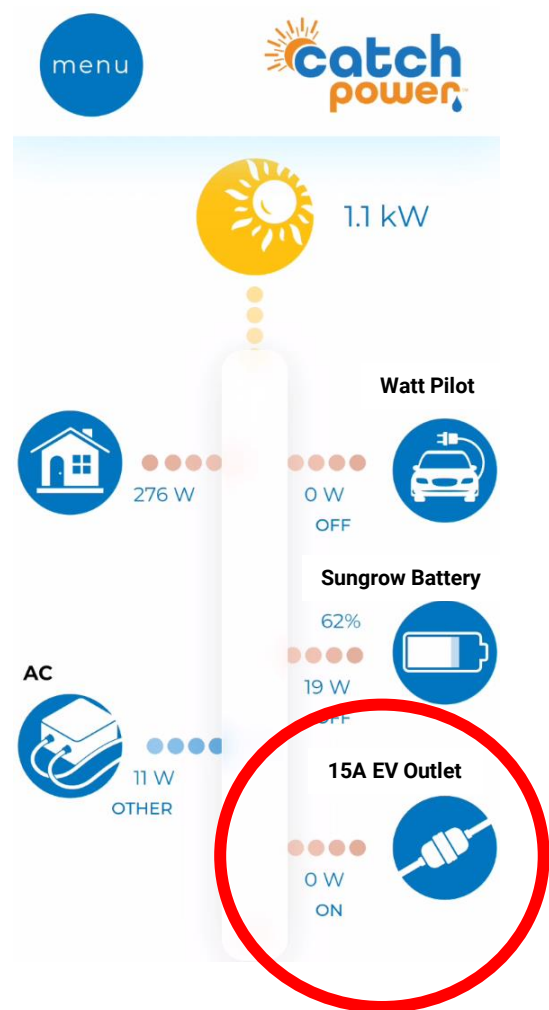 menu
catch
power
1.1 kW
Watt Pilot
276 W
0 W
OFF
Sungrow Battery
62%
19 W
OFF
AC
11 W
OTHER
15A EV Outlet
0 W
ON